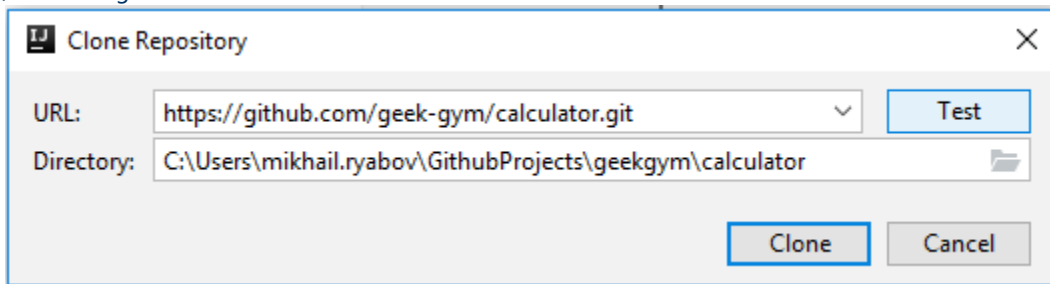 IJ Clone Repository
URL: https://github.com/geek-gym/calculator.git Test
Directory: C:\Users\mikhail.ryabov\GithubProjects\geekgym\calculator
Clone Cancel